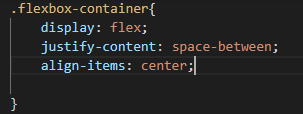 .flexbox-container{
    display: flex;
    justify-content: space-between;
    align-items: center;
}